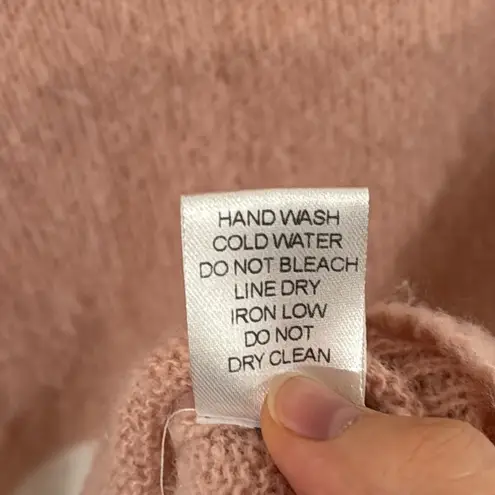 HAND WASH
COLD WATER
DO NOT BLEACH
LINE DRY
IRON LOW
DO NOT
DRY CLEAN